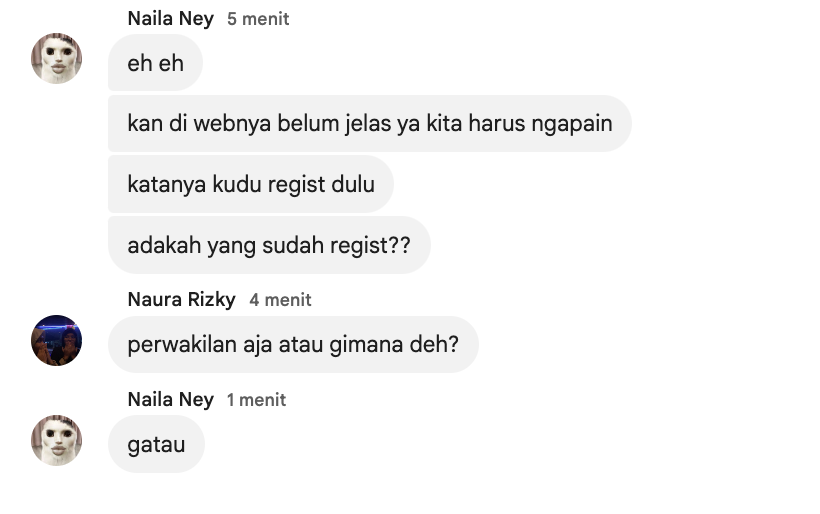 Naila Ney 5 menit
eh eh
kan di webnya belum jelas ya kita harus ngapain
katanya kudu regist dulu
adakah yang sudah regist??
Naura Rizky 4 menit
perwakilan aja atau gimana deh?
Naila Ney 1 menit
gatau